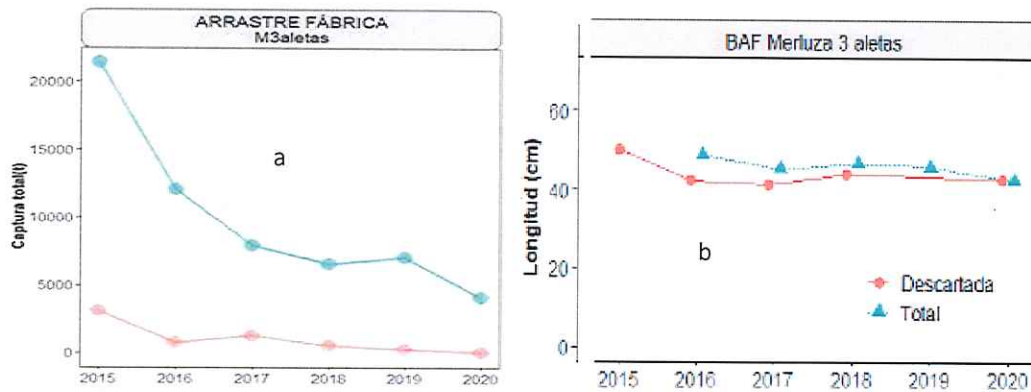 ARRASTRE FÁBRICA
M3aletas
Captura total(t)
20000
15000
10000
5000
0
a
2015 2016 2017 2018 2019 2020
BAF Merluza 3 aletas
Longitud (cm)
60
40
20
0
b
Descartada
Total
2015 2016 2017 2018 2019 2020